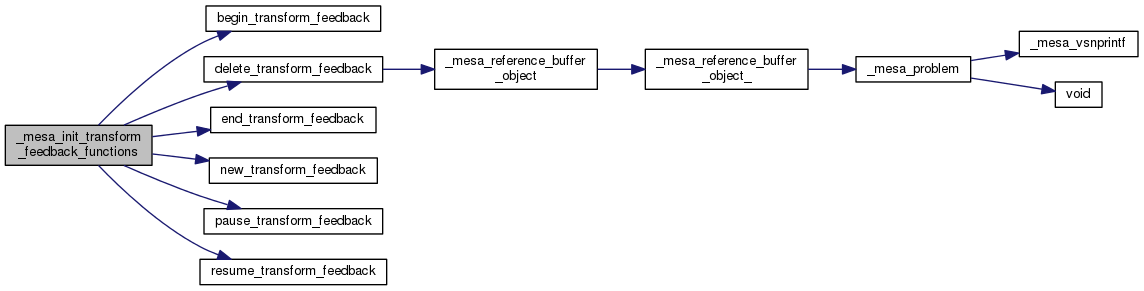 begin_transform_feedback
delete_transform_feedback
_mesa_reference_buffer
_object
_mesa_reference_buffer
_object_
_mesa_problem
_mesa_vsnprintf
void
end_transform_feedback
_mesa_init_transform
_feedback_functions
new_transform_feedback
pause_transform_feedback
resume_transform_feedback